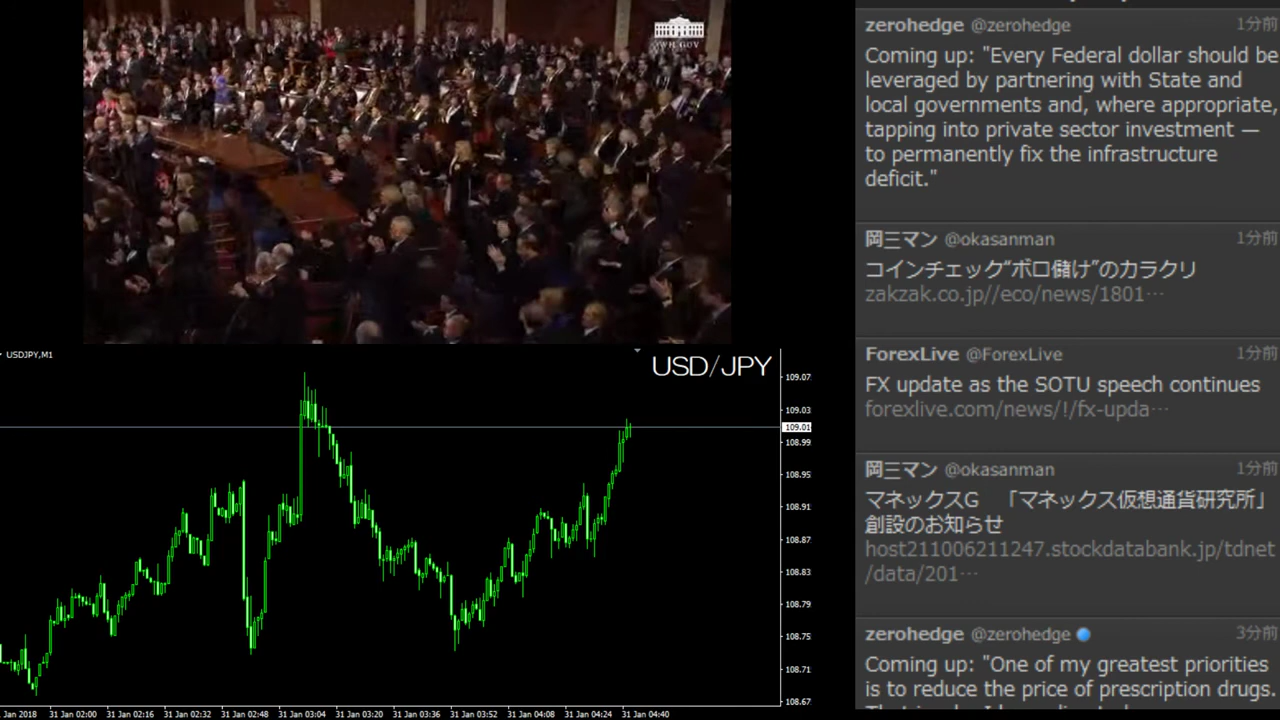 WH.GOV
USDJPY,M1
USD/JPY
109.07
109.03
109.01
108.99
108.95
108.91
108.87
108.83
108.79
108.75
108.71
108.67
Jan 2018
31 Jan 02:00
31 Jan 02:16
31 Jan 02:32
31 Jan 02:48
31 Jan 03:04
31 Jan 03:20
31 Jan 03:36
31 Jan 03:52
31 Jan 04:08
31 Jan 04:24
31 Jan 04:40
zerohedge @zerohedge 1分前
Coming up: "Every Federal dollar should be
leveraged by partnering with State and
local governments and, where appropriate,
tapping into private sector investment —
to permanently fix the infrastructure
deficit."
岡三マン @okasanman 1分前
コインチェック“ボロ儲け”のカラクリ
zakzak.co.jp//eco/news/1801…
ForexLive @ForexLive 1分前
FX update as the SOTU speech continues
forexlive.com/news/!/fx-upda…
岡三マン @okasanman 1分前
マネックスG 「マネックス仮想通貨研究所」
創設のお知らせ
host211006211247.stockdatabank.jp/tdnet
/data/201…
zerohedge @zerohedge 3分前
Coming up: "One of my greatest priorities
is to reduce the price of prescription drugs.